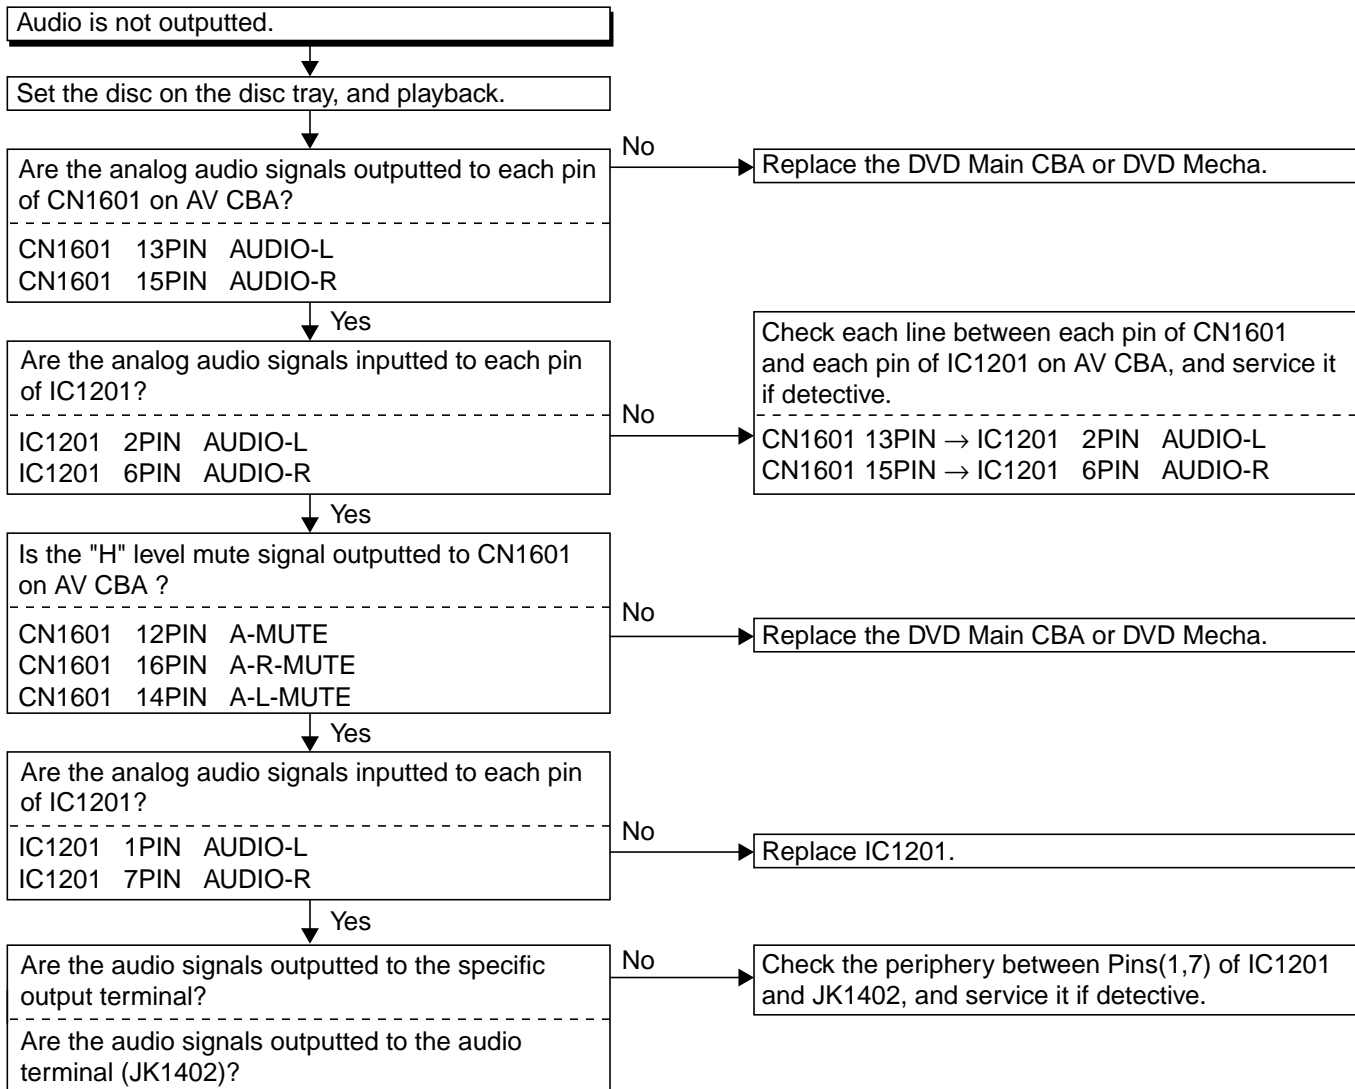 Audio is not outputted.
Set the disc on the disc tray, and playback.
Are the analog audio signals outputted to each pin
of CN1601 on AV CBA?
CN1601 13PIN AUDIO-L
CN1601 15PIN AUDIO-R
No
Replace the DVD Main CBA or DVD Mecha.
Yes
Are the analog audio signals inputted to each pin
of IC1201?
IC1201 2PIN AUDIO-L
IC1201 6PIN AUDIO-R
No
Check each line between each pin of CN1601
and each pin of IC1201 on AV CBA, and service it
if detective.
CN1601 13PIN → IC1201 2PIN AUDIO-L
CN1601 15PIN → IC1201 6PIN AUDIO-R
Yes
Is the "H" level mute signal outputted to CN1601
on AV CBA ?
CN1601 12PIN A-MUTE
CN1601 16PIN A-R-MUTE
CN1601 14PIN A-L-MUTE
No
Replace the DVD Main CBA or DVD Mecha.
Yes
Are the analog audio signals inputted to each pin
of IC1201?
IC1201 1PIN AUDIO-L
IC1201 7PIN AUDIO-R
No
Replace IC1201.
Yes
Are the audio signals outputted to the specific
output terminal?
Are the audio signals outputted to the audio
terminal (JK1402)?
No
Check the periphery between Pins(1,7) of IC1201
and JK1402, and service it if detective.